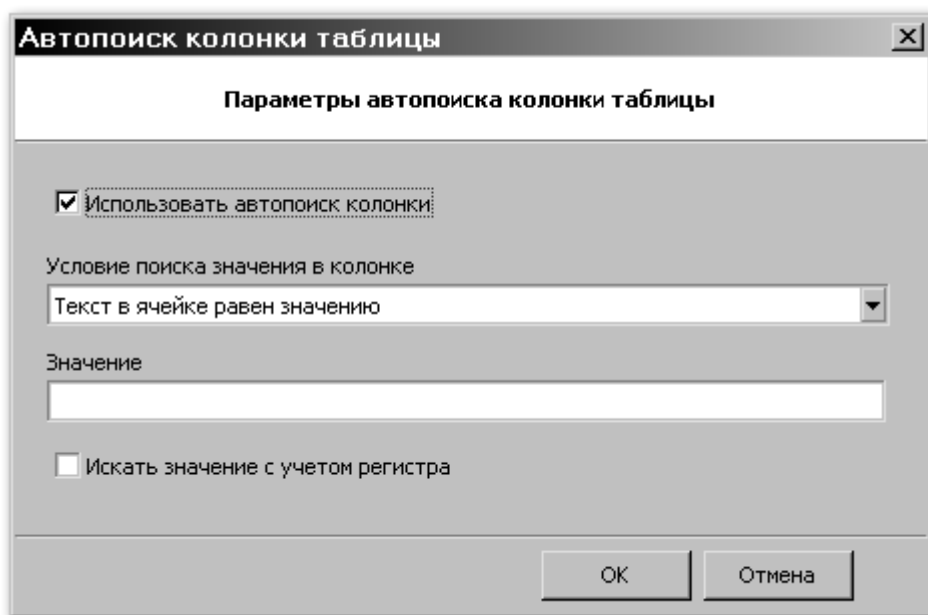 Автопоиск колонки таблицы
Параметры автопоиска колонки таблицы
Использовать автопоиск колонки
Условие поиска значения в колонке
Текст в ячейке равен значению
Значение
Искать значение с учетом регистра
ОК
Отмена